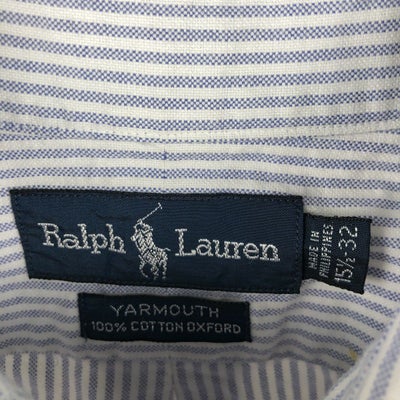 Ralph Lauren
MADE IN
PHILIPPINES
15½-32
YARMOUTH
100% COTTON OXFORD